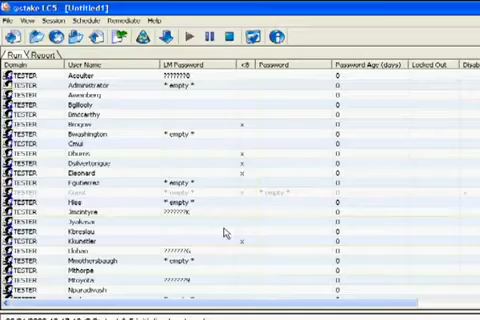 @stake LC5 - [Untitled1]
File View Session Schedule Remediate Help
Run Report
Domain User Name LM Password <8 Password Password Age (days) Locked Out Disab
TESTER Acoulter ???????0 0
TESTER Administrator * empty * 0
TESTER Aweinberg 0
TESTER Bgillooly 0
TESTER Bmccarthy 0
TESTER Brogow x 0
TESTER Bwashington * empty * 0
TESTER Cmui 0
TESTER Dburns x 0
TESTER Dsilvertongue x 0
TESTER Eleonard x 0
TESTER Egutierrez * empty * 0
TESTER Guest * empty * x * empty * 0 x
TESTER Hlee * empty * 0
TESTER Jmcintyre ???????K 0
TESTER Jyakasai 0
TESTER Kbreslau 0
TESTER Kkunstler x 0
TESTER 0
TESTER Mmothersbaugh * empty * 0
TESTER Mthorpe 0
TESTER Mtoyota 0
TESTER Nparadwash 0